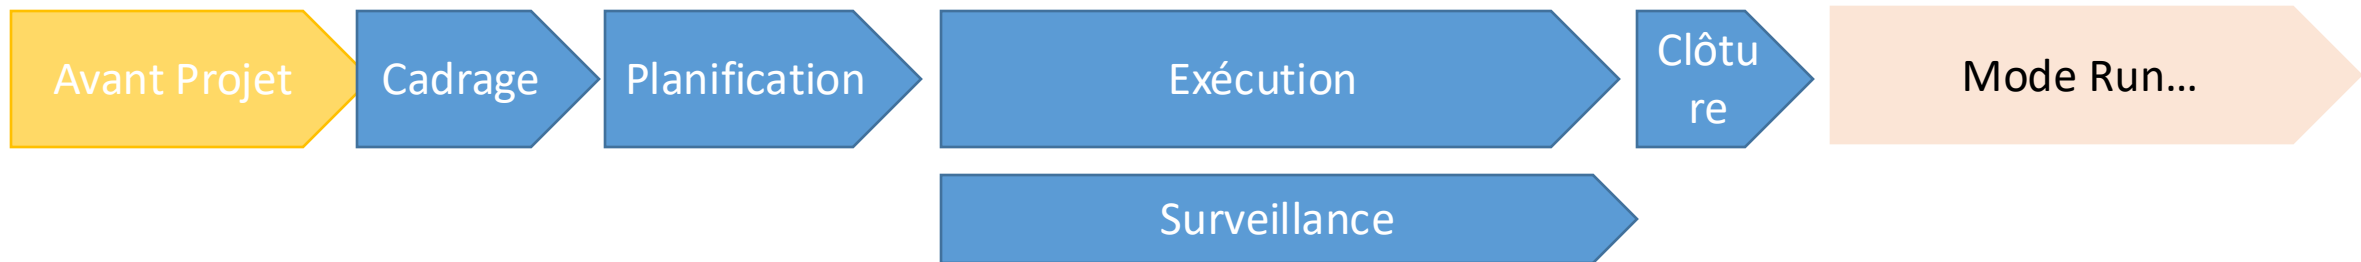 Avant Projet
Cadrage
Planification
Exécution
Clôtu
re
Mode Run...
Surveillance